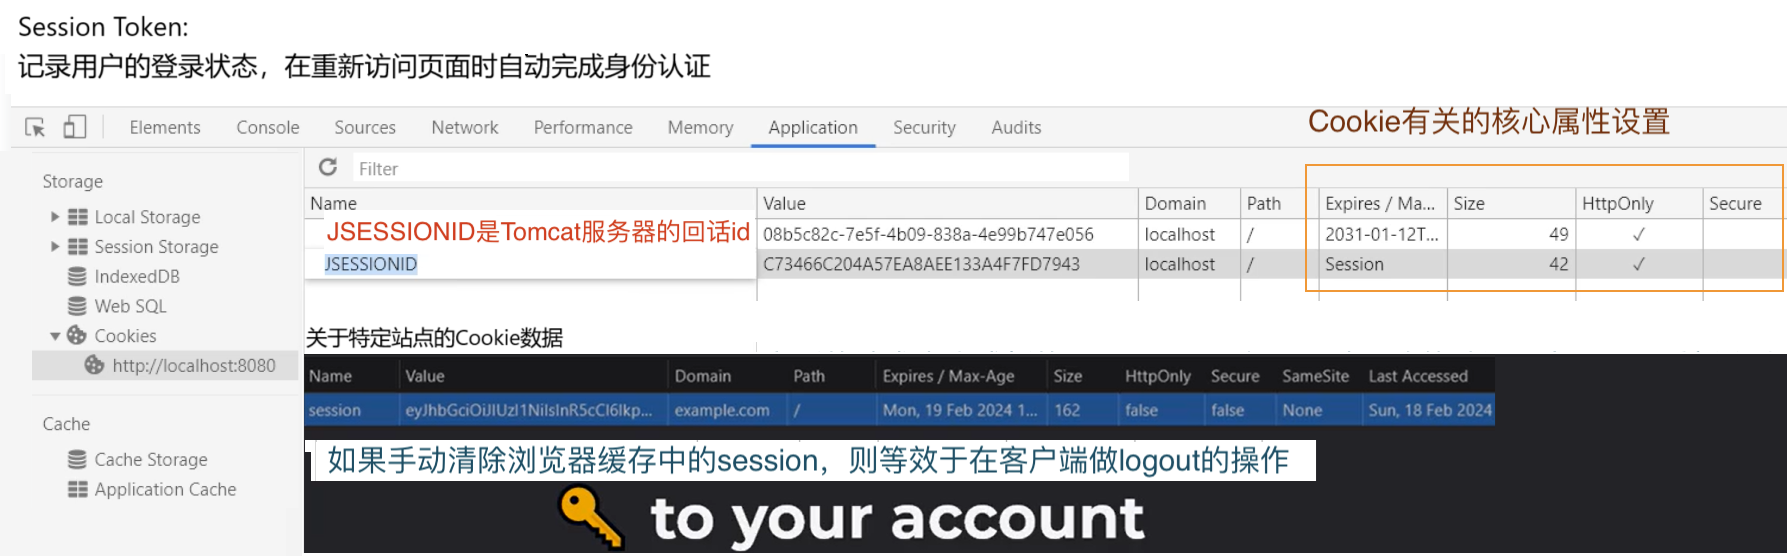 Session Token:
记录用户的登录状态，在重新访问页面时自动完成身份认证
Elements Console Sources Network Performance Memory Application Security Audits
Cookie有关的核心属性设置
Storage
Local Storage
Session Storage
IndexedDB
Web SQL
Cookies
http://localhost:8080
Cache
Cache Storage
Application Cache
Filter
Name Value Domain Path Expires / Ma... Size HttpOnly Secure
JSESSIONID是Tomcat服务器的回话id 08b5c82c-7e5f-4b09-838a-4e99b747e056 localhost / 2031-01-12T... 49 ✓
JSESSIONID C73466C204A57EA8AEE133A4F7FD7943 localhost / Session 42 ✓
关于特定站点的Cookie数据
Name Value Domain Path Expires / Max-Age Size HttpOnly Secure SameSite Last Accessed
session example.com / Mon, 19 Feb 2024 1... 162 false false None Sun, 18 Feb 2024
如果手动清除浏览器缓存中的session，则等效于在客户端做logout的操作
to your account